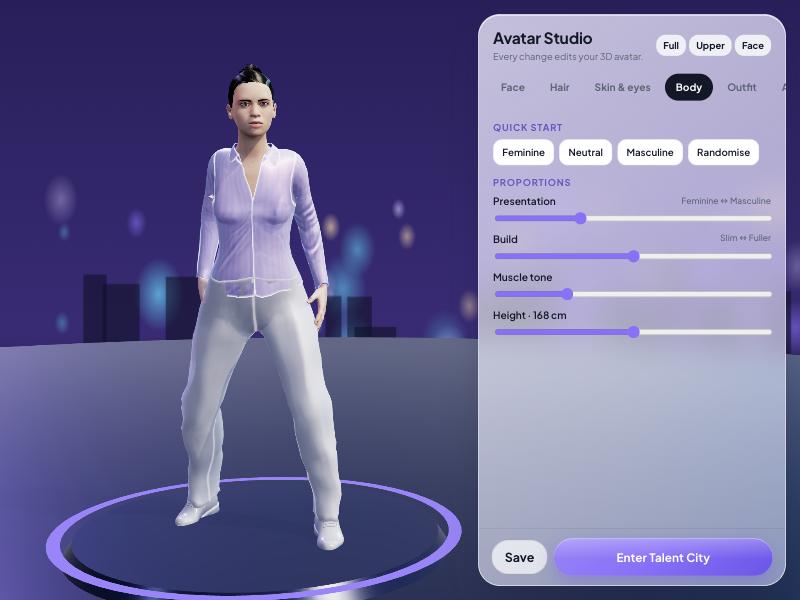 Avatar Studio
Every change edits your 3D avatar.
Full Upper Face
Face Hair Skin & eyes Body Outfit
QUICK START
Feminine Neutral Masculine Randomise
PROPORTIONS
Presentation Feminine ⇔ Masculine
Build Slim ⇔ Fuller
Muscle tone
Height · 168 cm
Save Enter Talent City